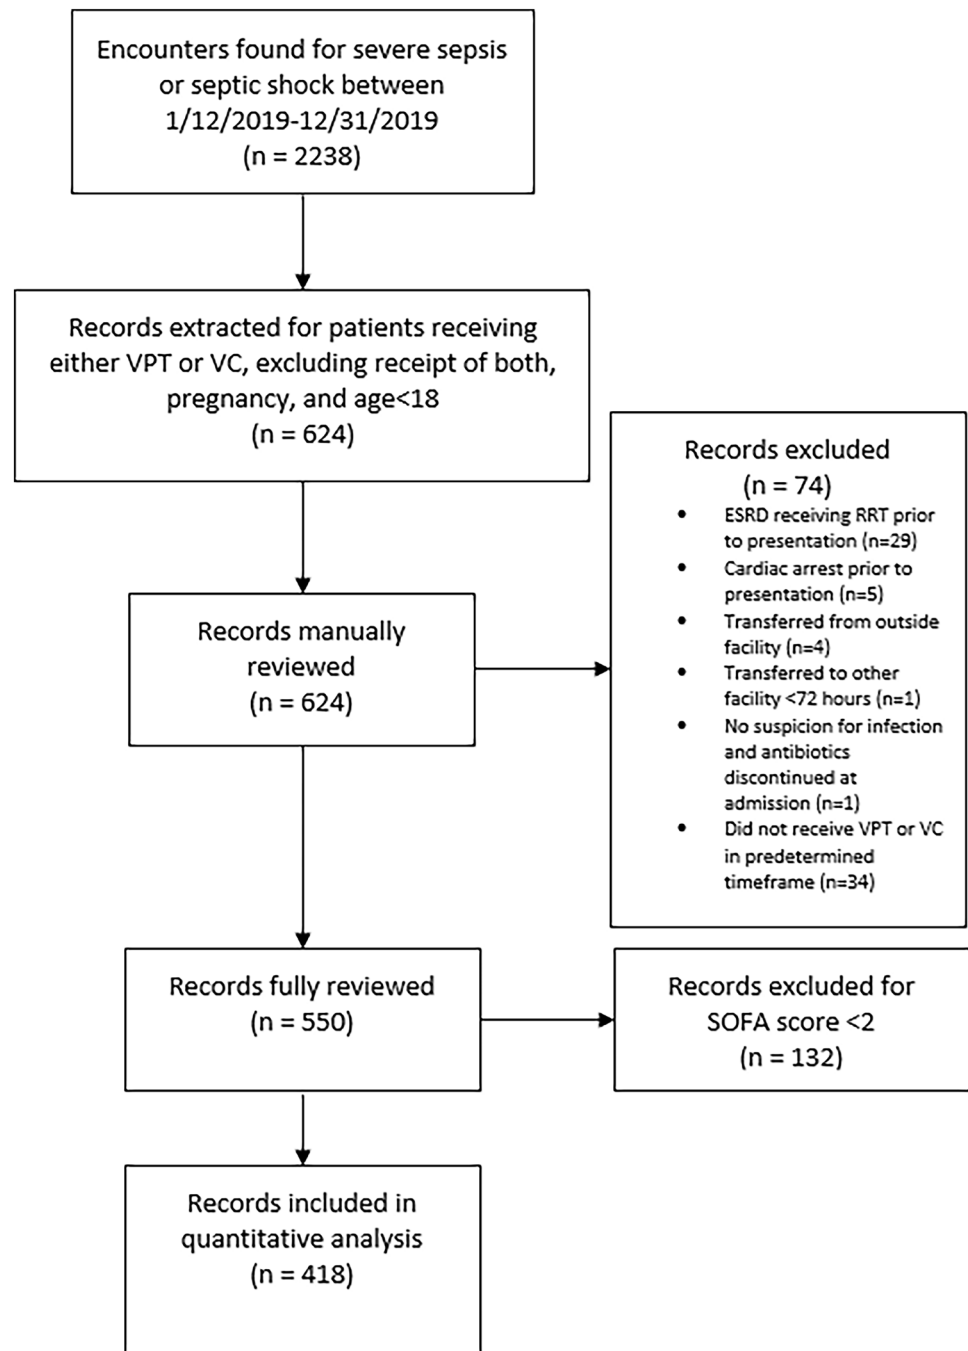 Encounters found for severe sepsis
or septic shock between
1/12/2019-12/31/2019
(n = 2238)
Records extracted for patients receiving
either VPT or VC, excluding receipt of both,
pregnancy, and age<18
(n = 624)
Records manually
reviewed
(n = 624)
Records excluded
(n = 74)
• ESRD receiving RRT prior
to presentation (n=29)
• Cardiac arrest prior to
presentation (n=5)
• Transferred from outside
facility (n=4)
• Transferred to other
facility <72 hours (n=1)
• No suspicion for infection
and antibiotics
discontinued at
admission (n=1)
• Did not receive VPT or VC
in predetermined
timeframe (n=34)
Records fully reviewed
(n = 550)
Records excluded for
SOFA score <2
(n = 132)
Records included in
quantitative analysis
(n = 418)